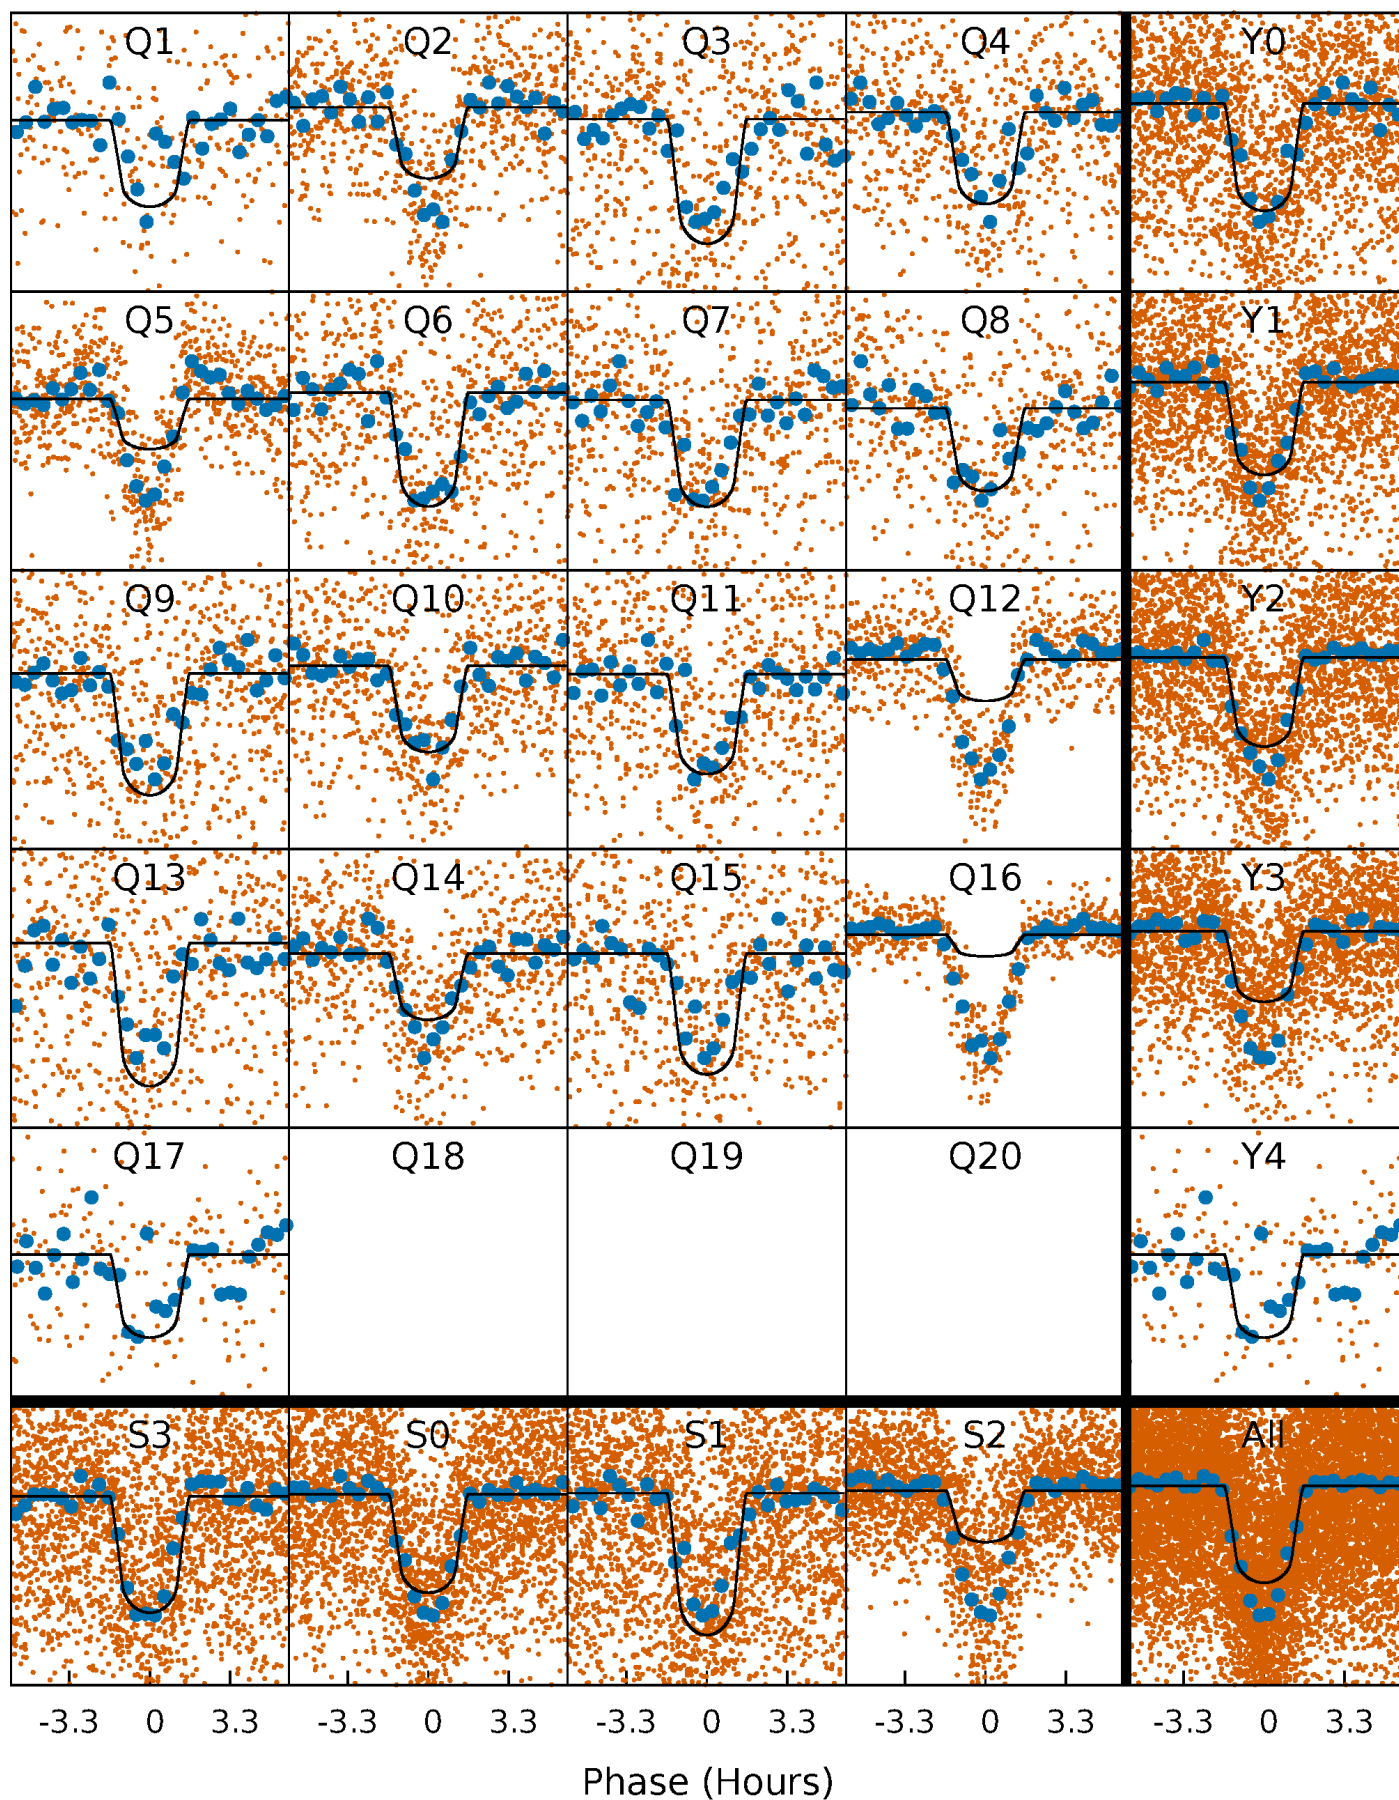 Q1 Q2 Q3 Q4 Y0
Q5 Q6 Q7 Q8 Y1
Q9 Q10 Q11 Q12 Y2
Q13 Q14 Q15 Q16 Y3
Q17 Q18 Q19 Q20 Y4
S3 S0 S1 S2 All
-3.3 0 3.3 -3.3 0 3.3 -3.3 0 3.3 -3.3 0 3.3 -3.3 0 3.3
Phase (Hours)